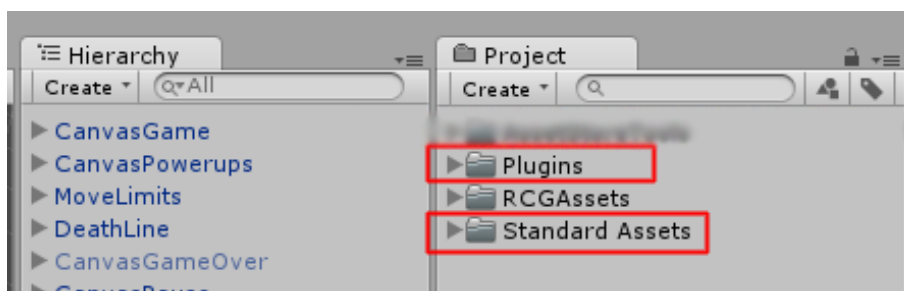 Hierarchy
Create
All
CanvasGame
CanvasPowerups
MoveLimits
DeathLine
CanvasGameOver
Project
Create
Plugins
RCGAssets
Standard Assets